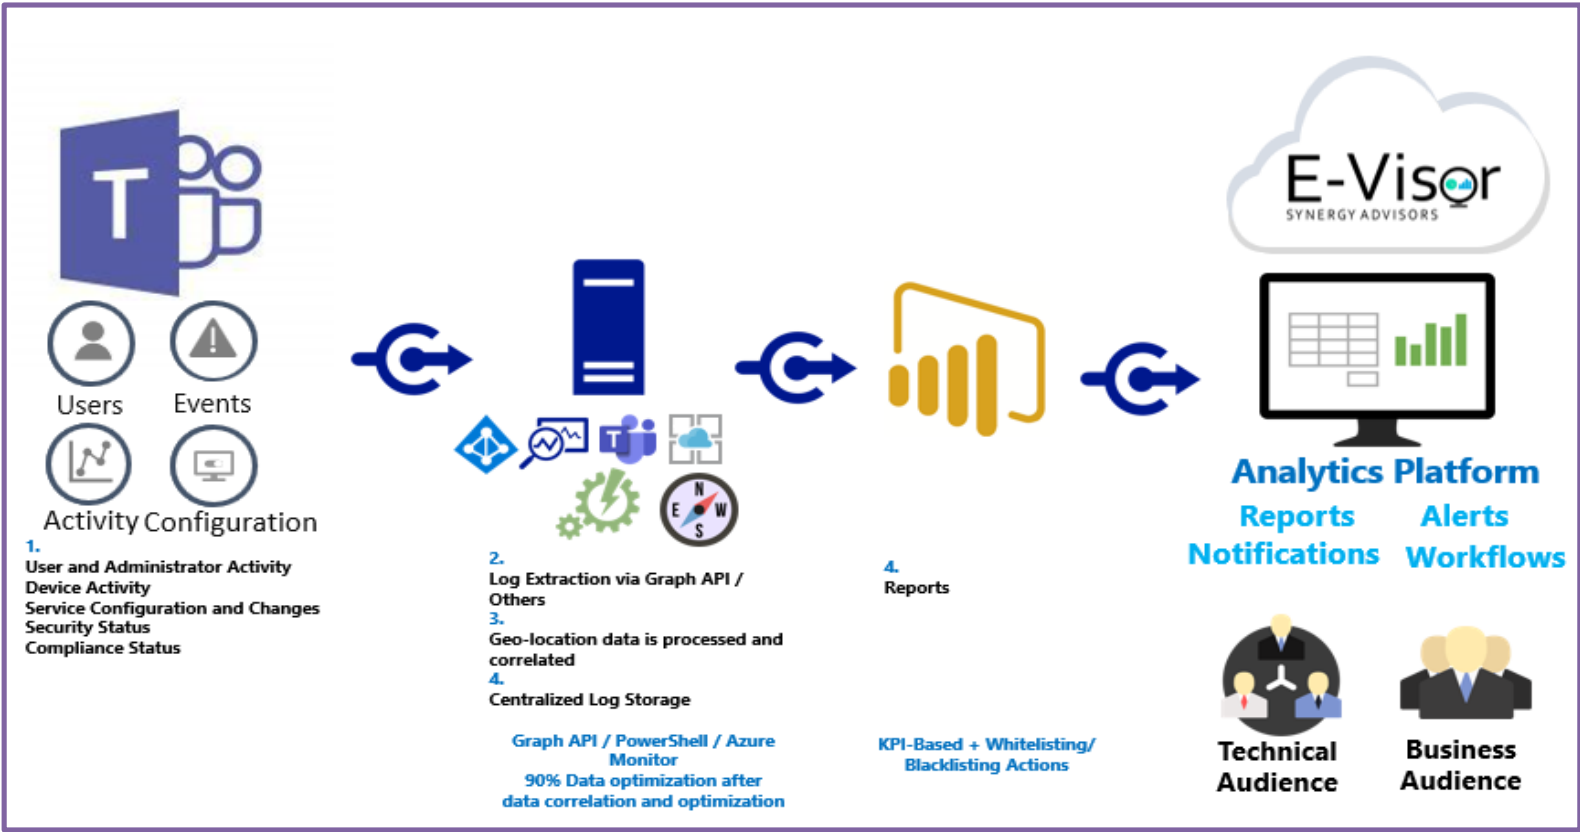 T
Users
Events
Activity
Configuration
1.
User and Administrator Activity
Device Activity
Service Configuration and Changes
Security Status
Compliance Status
T
N
E
W
S
2.
Log Extraction via Graph API /
Others
3.
Geo-location data is processed and
correlated
4.
Centralized Log Storage
Graph API / PowerShell / Azure
Monitor
90% Data optimization after
data correlation and optimization
4.
Reports
KPI-Based + Whitelisting/
Blacklisting Actions
E-Visor
SYNERGY ADVISORS
Analytics Platform
Reports
Alerts
Notifications
Workflows
Technical
Audience
Business
Audience